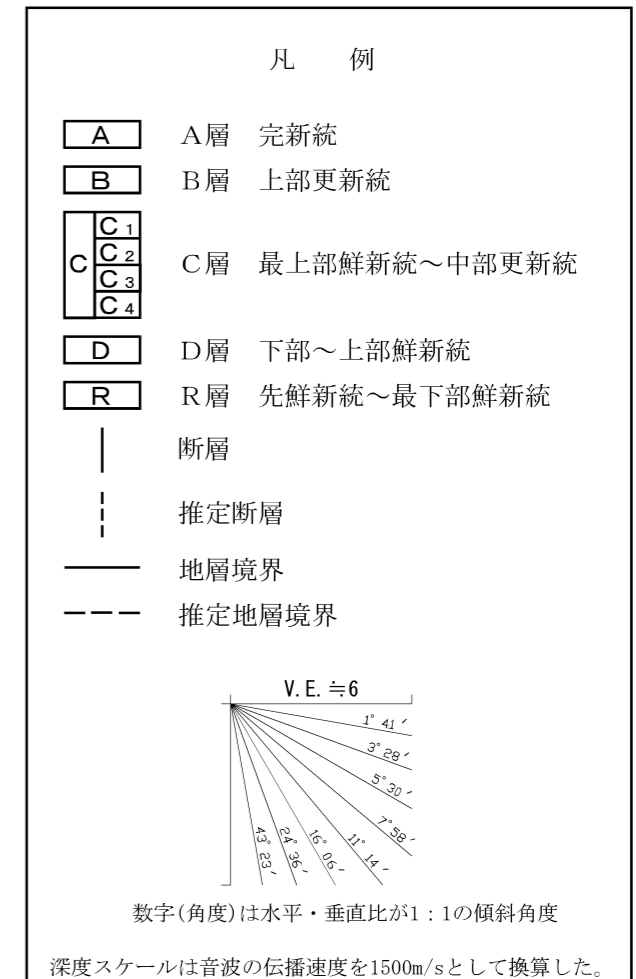 凡　例
A　A層　完新統
B　B層　上部更新統
C　C1　C2　C3　C4　C層　最上部鮮新統～中部更新統
D　D層　下部～上部鮮新統
R　R層　先鮮新統～最下部鮮新統
断層
推定断層
地層境界
推定地層境界
V.E.≒6
1°41′
3°28′
5°30′
7°58′
11°14′
16°06′
24°36′
43°23′
数字(角度)は水平・垂直比が1：1の傾斜角度
深度スケールは音波の伝播速度を1500m/sとして換算した。